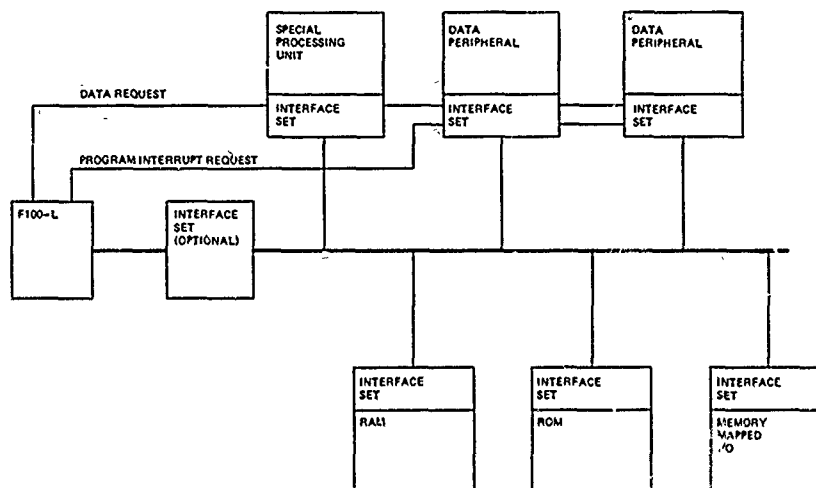 SPECIAL
PROCESSING
UNIT
DATA
PERIPHERAL
DATA
PERIPHERAL
DATA REQUEST
INTERFACE
SET
INTERFACE
SET
INTERFACE
SET
PROGRAM INTERRUPT REQUEST
F100-L
INTERFACE
SET
(OPTIONAL)
INTERFACE
SET
RAM
INTERFACE
SET
ROM
INTERFACE
SET
MEMORY
MAPPED
I/O